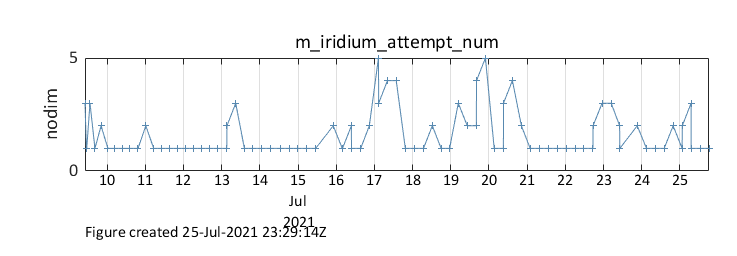 m_iridium_attempt_num
5
nodim
0
10 11 12 13 14 15 16 17 18 19 20 21 22 23 24 25
Jul
2021
Figure created 25-Jul-2021 23:29:14Z